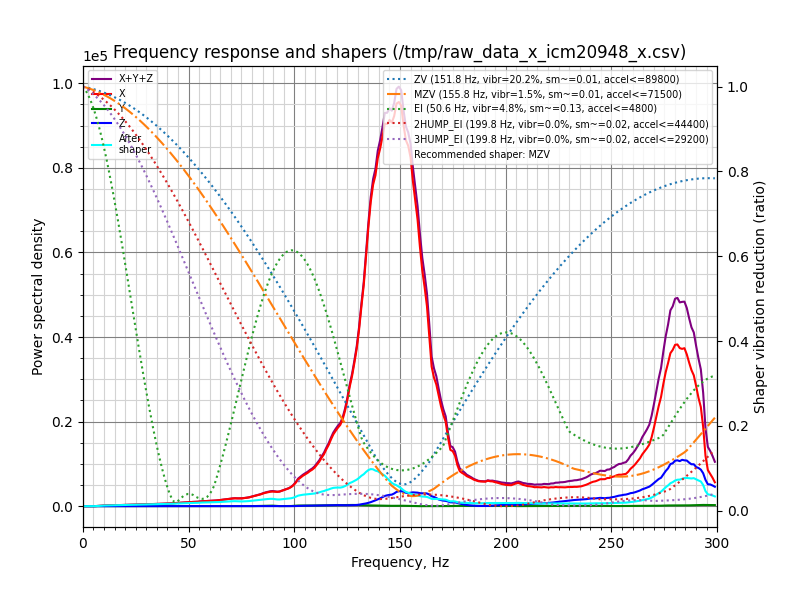 Frequency response and shapers (/tmp/raw_data_x_icm20948_x.csv)
1e5
X+Y+Z
X
Y
Z
After
shaper
ZV (151.8 Hz, vibr=20.2%, sm~=0.01, accel<=89800)
MZV (155.8 Hz, vibr=1.5%, sm~=0.01, accel<=71500)
EI (50.6 Hz, vibr=4.8%, sm~=0.13, accel<=4800)
2HUMP_EI (199.8 Hz, vibr=0.0%, sm~=0.02, accel<=44400)
3HUMP_EI (199.8 Hz, vibr=0.0%, sm~=0.02, accel<=29200)
Recommended shaper: MZV
Power spectral density
1.0
0.8
0.6
0.4
0.2
0.0
1.0
0.8
0.6
0.4
0.2
0.0
Shaper vibration reduction (ratio)
0 50 100 150 200 250 300
Frequency, Hz